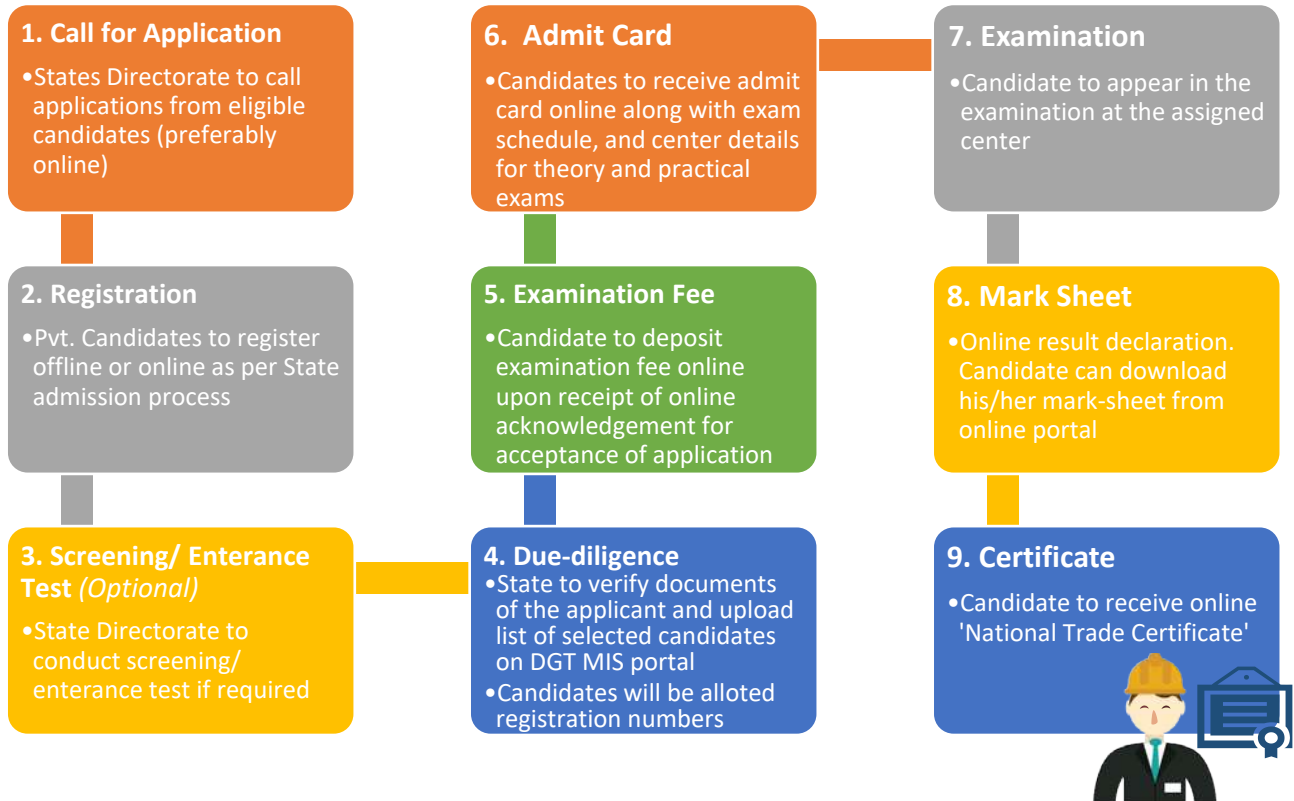 1. Call for Application
•States Directorate to call
applications from eligible
candidates (preferably
online)
2. Registration
•Pvt. Candidates to register
offline or online as per State
admission process
3. Screening/ Enterance
Test (Optional)
•State Directorate to
conduct screening/
enterance test if required
4. Due-diligence
•State to verify documents
of the applicant and upload
list of selected candidates
on DGT MIS portal
•Candidates will be alloted
registration numbers
5. Examination Fee
•Candidate to deposit
examination fee online
upon receipt of online
acknowledgement for
acceptance of application
6. Admit Card
•Candidates to receive admit
card online along with exam
schedule, and center details
for theory and practical
exams
7. Examination
•Candidate to appear in the
examination at the assigned
center
8. Mark Sheet
•Online result declaration.
Candidate can download
his/her mark-sheet from
online portal
9. Certificate
•Candidate to receive online
'National Trade Certificate'